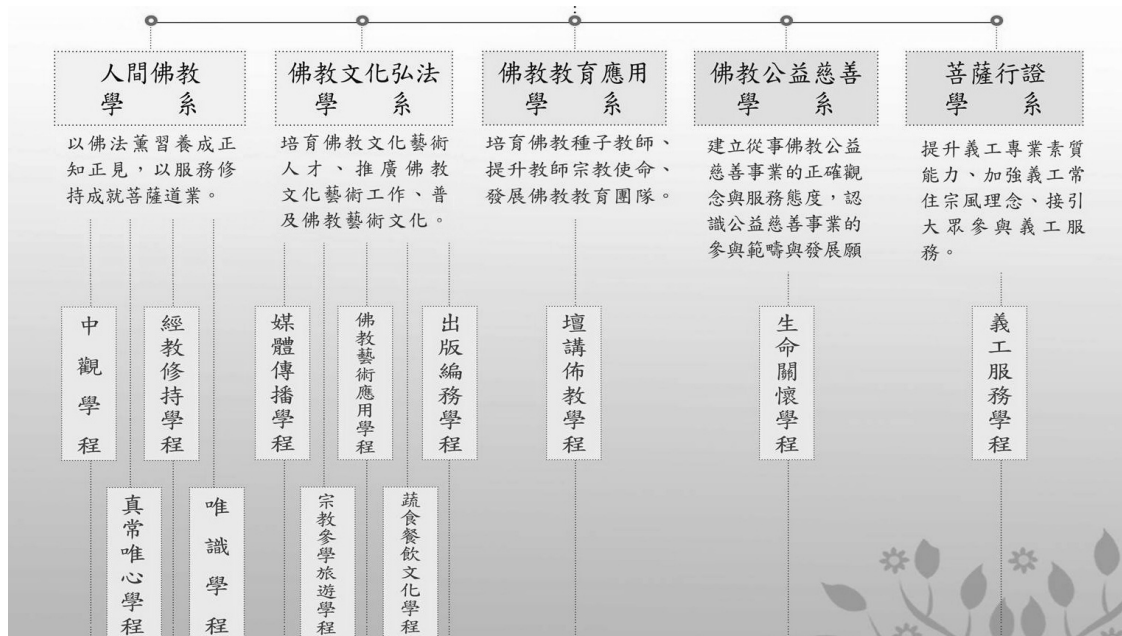 人間佛教
學系
以佛法薰習養成正
知正見，以服務修
持成就菩薩道業。
佛教文化弘法
學系
培育佛教文化藝術
人才、推廣佛教
文化藝術工作、普
及佛教藝術文化。
佛教教育應用
學系
培育佛教種子教師、
提升教師宗教使命、
發展佛教教育團隊。
佛教公益慈善
學系
建立從事佛教公益
慈善事業的正確觀
念與服務態度，認
識公益慈善事業的
參與範疇與發展願
菩薩行證
學系
提升義工專業素質
能力、加強義工常
住宗風理念、接引
大眾參與義工服
務。
中觀學程
經教修持學程
媒體傳播學程
佛教藝術應用學程
出版編務學程
壇講佈教學程
生命關懷學程
義工服務學程
真常唯心學程
唯識學程
宗教參學旅遊學程
蔬食餐飲文化學程